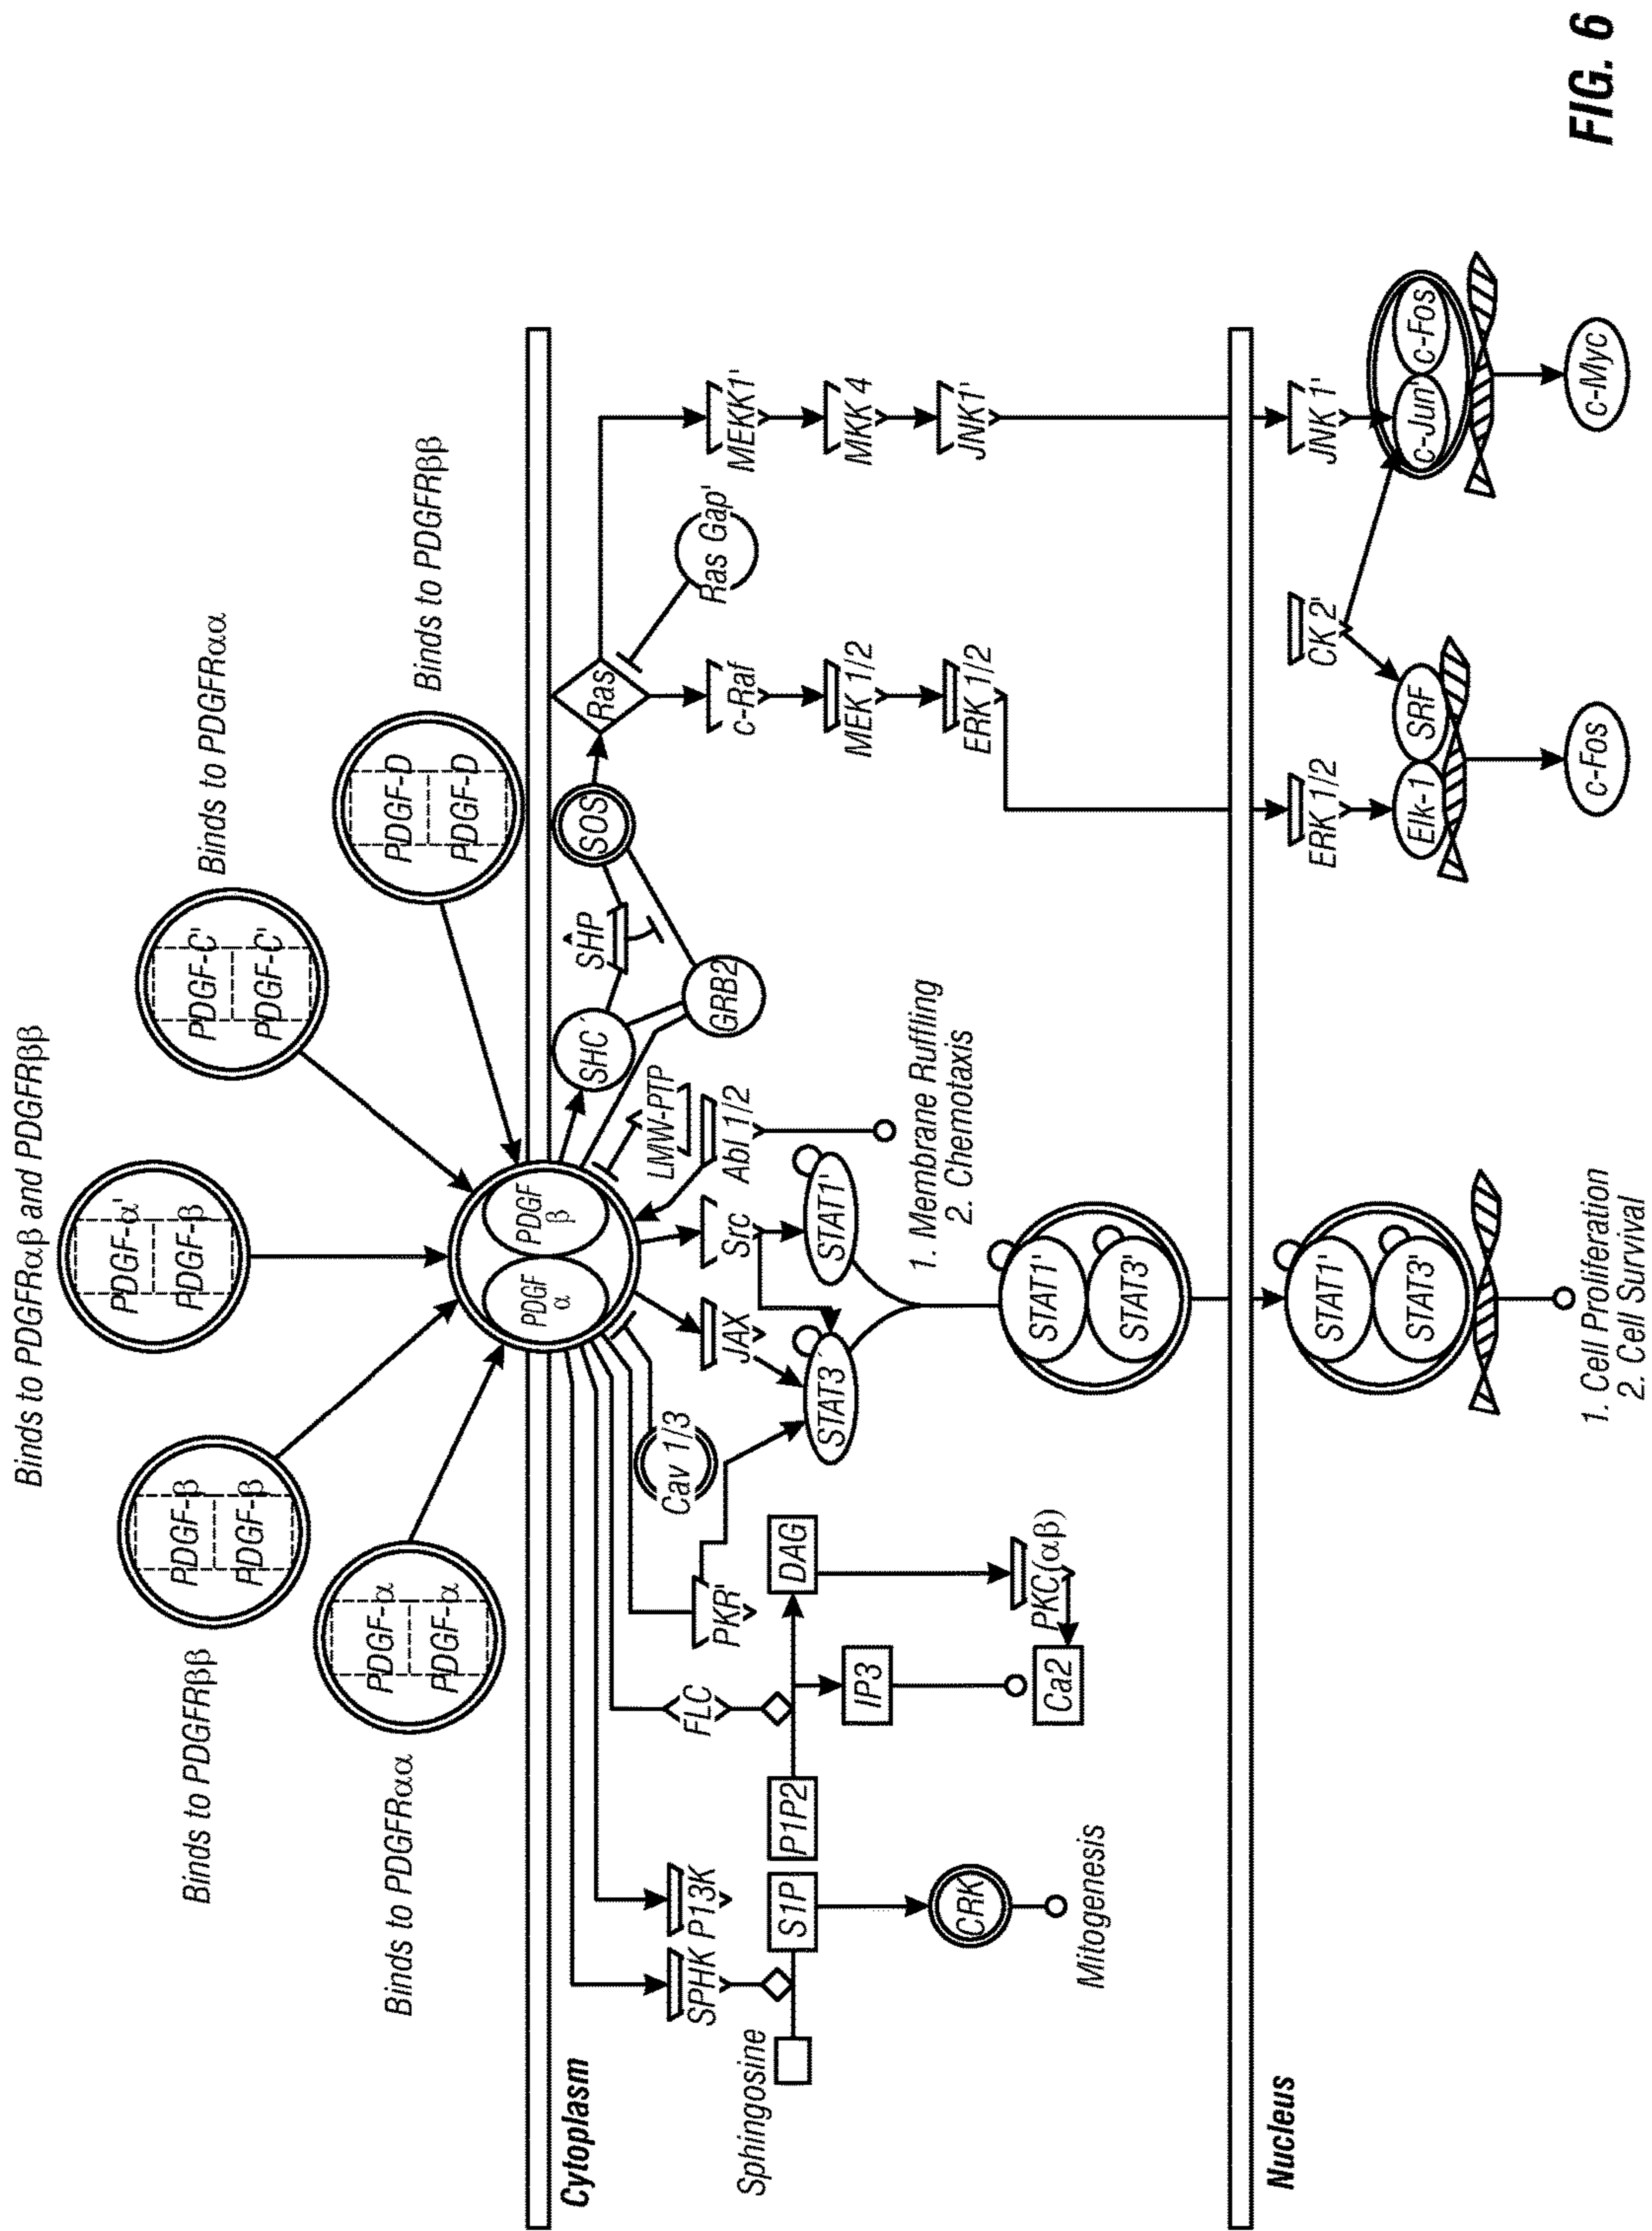 Binds to PDGFRαβ and PDGFRββ
Binds to PDGFRββ
PDGF-β
PDGF-β
PDGF-α'
PDGF-β
PDGF-C'
PDGF-C'
Binds to PDGFRαα
Binds to PDGFRαα
PDGF-α
PDGF-α
PDGF-D
PDGF-D
Binds to PDGFRββ
PDGF
α
PDGF
β
Cytoplasm
SPHK
P13K
FLC
PKR'
Cav 1/3
JAX
Src
LMW-PTP
Abl 1/2
SHC
SHP
GRB2
SOS
Ras
Ras Gap'
Sphingosine
S1P
P1P2
DAG
IP3
STAT3
STAT1'
c-Raf
MEKK1'
MEK 1/2
MKK 4
ERK 1/2
JNK1'
CRK
Mitogenesis
Ca2
PKC(αβ)
1. Membrane Ruffling
2. Chemotaxis
STAT1'
STAT3'
Nucleus
STAT1'
STAT3'
ERK 1/2
CK 2'
JNK 1'
Elk-1
SRF
c-Jun'
c-Fos
1. Cell Proliferation
2. Cell Survival
c-Fos
c-Myc
FIG. 6